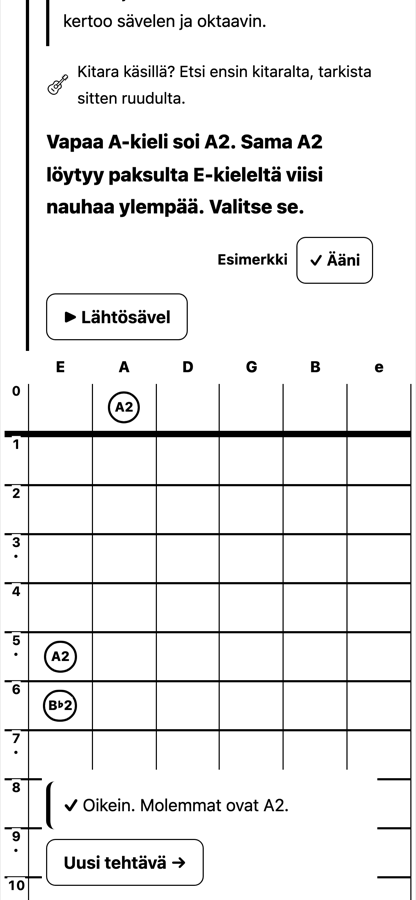 kertoo sävelen ja oktaavin.
Kitara käsillä? Etsi ensin kitaralta, tarkista
sitten ruudulta.
Vapaa A-kieli soi A2. Sama A2
löytyy paksulta E-kieleltä viisi
nauhaa ylempää. Valitse se.
Esimerkki ✓ Ääni
▶ Lähtösävel
E A D G B e
0 A2
1
2
3
4
5 A2
6 B♭2
7
8
✓ Oikein. Molemmat ovat A2.
9
Uusi tehtävä →
10